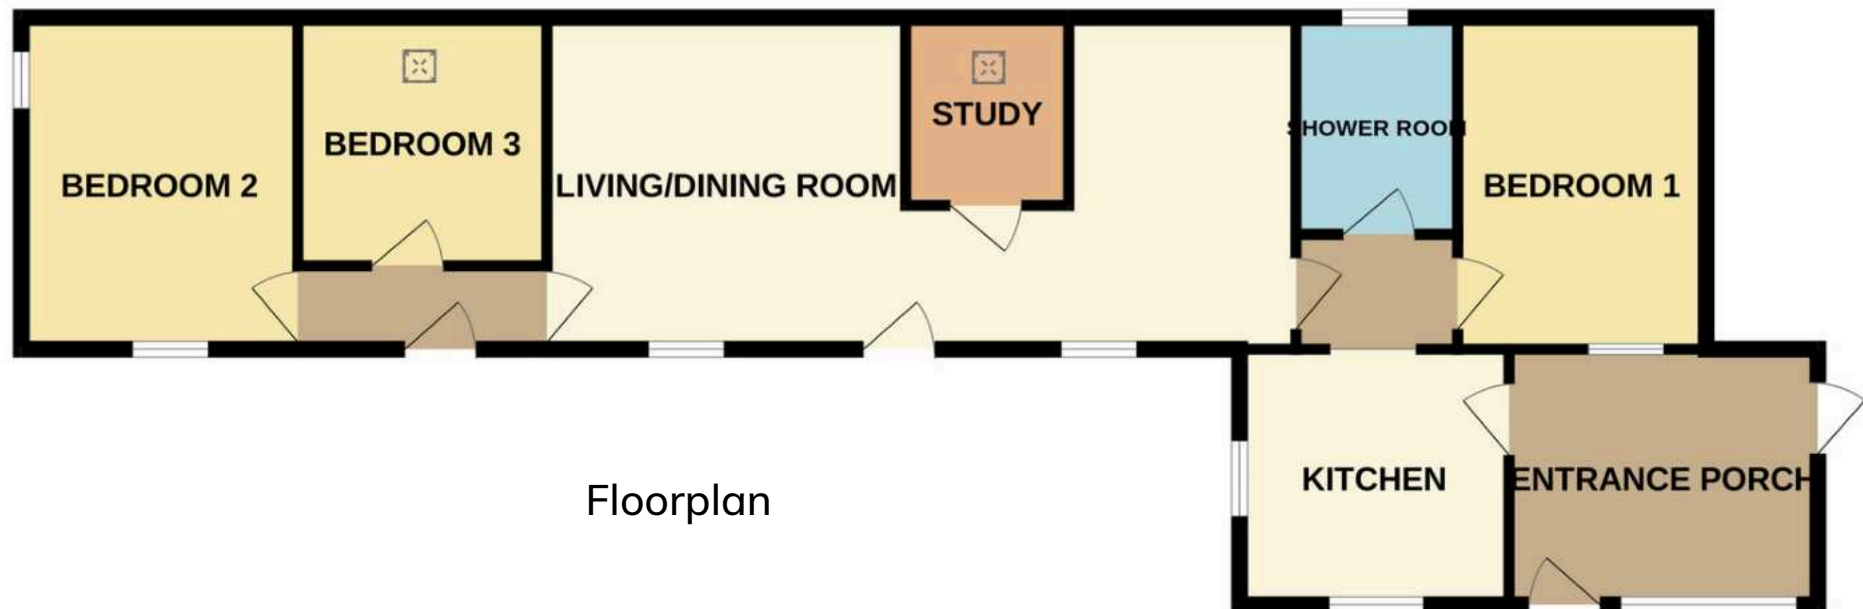 STUDY
SHOWER ROOM
BEDROOM 3
BEDROOM 2
LIVING/DINING ROOM
BEDROOM 1
KITCHEN
ENTRANCE PORCH
Floorplan